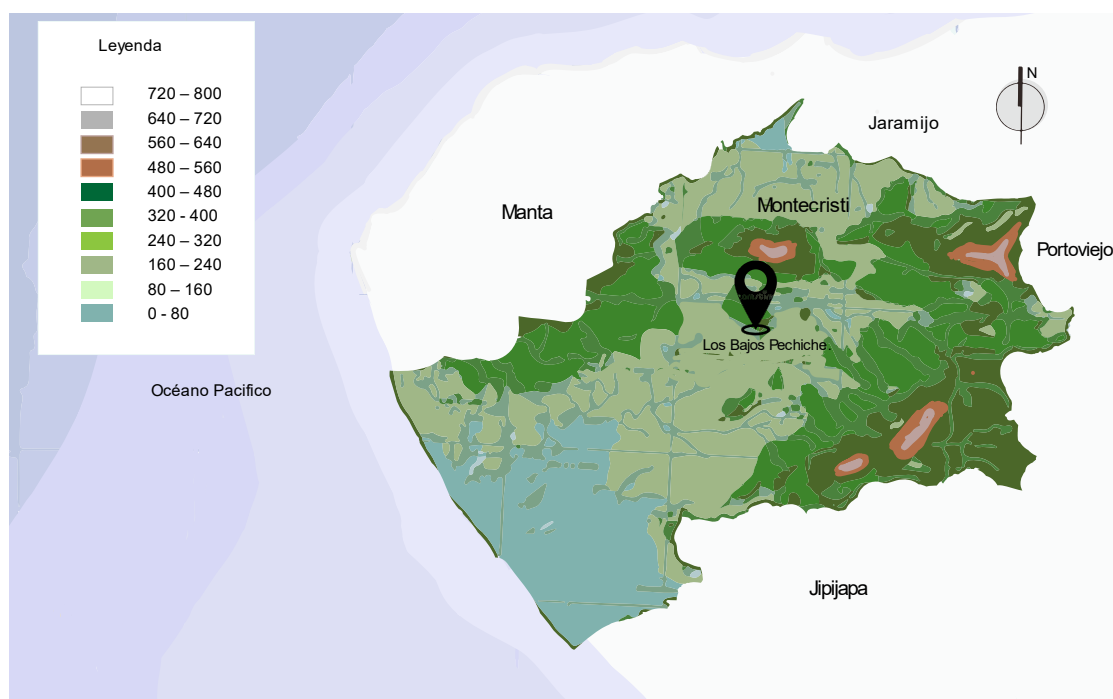 Leyenda
720 – 800
640 – 720
560 – 640
480 – 560
400 – 480
320 - 400
240 – 320
160 – 240
80 – 160
0 - 80
N
Jaramijo
Manta
Montecristi
Portoviejo
Los Bajos Pechiche.
Océano Pacifico
Jipijapa